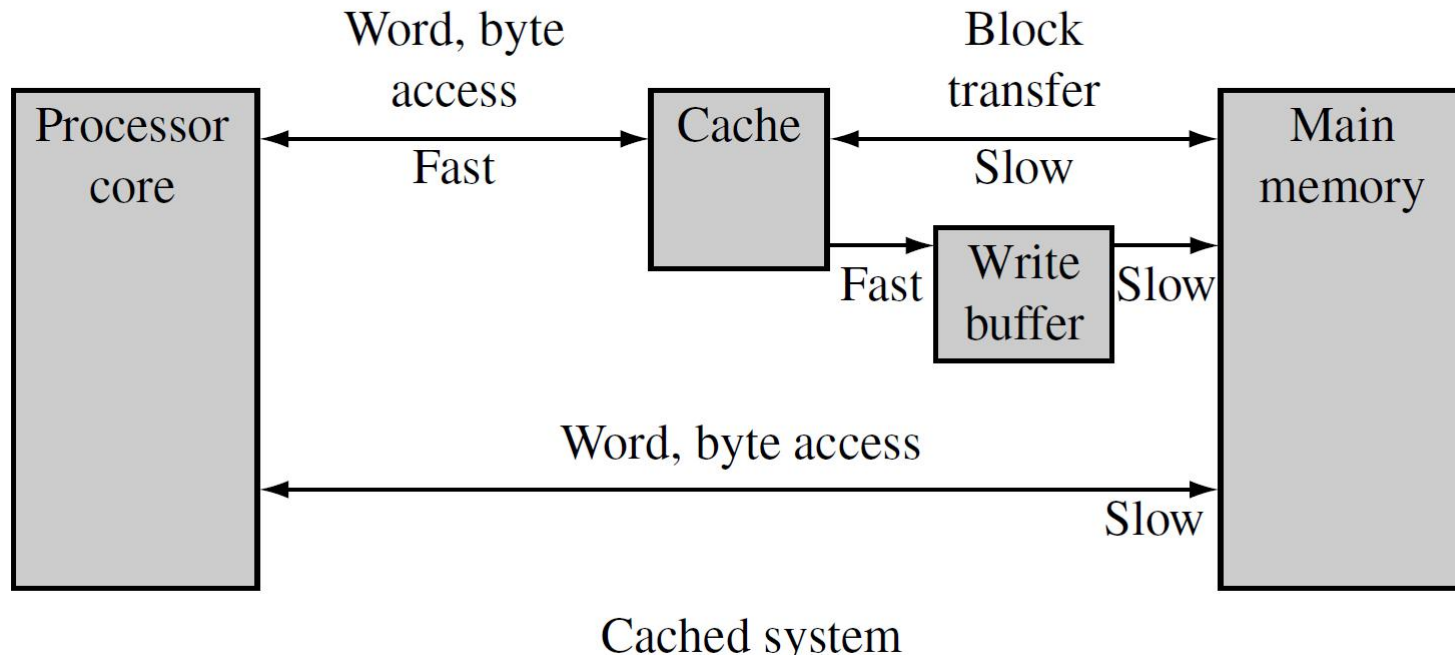 Word, byte
access
Block
transfer
Processor
core
Fast
Cache
Slow
Main
memory
Fast
Write
buffer
Slow
Word, byte access
Slow
Cached system